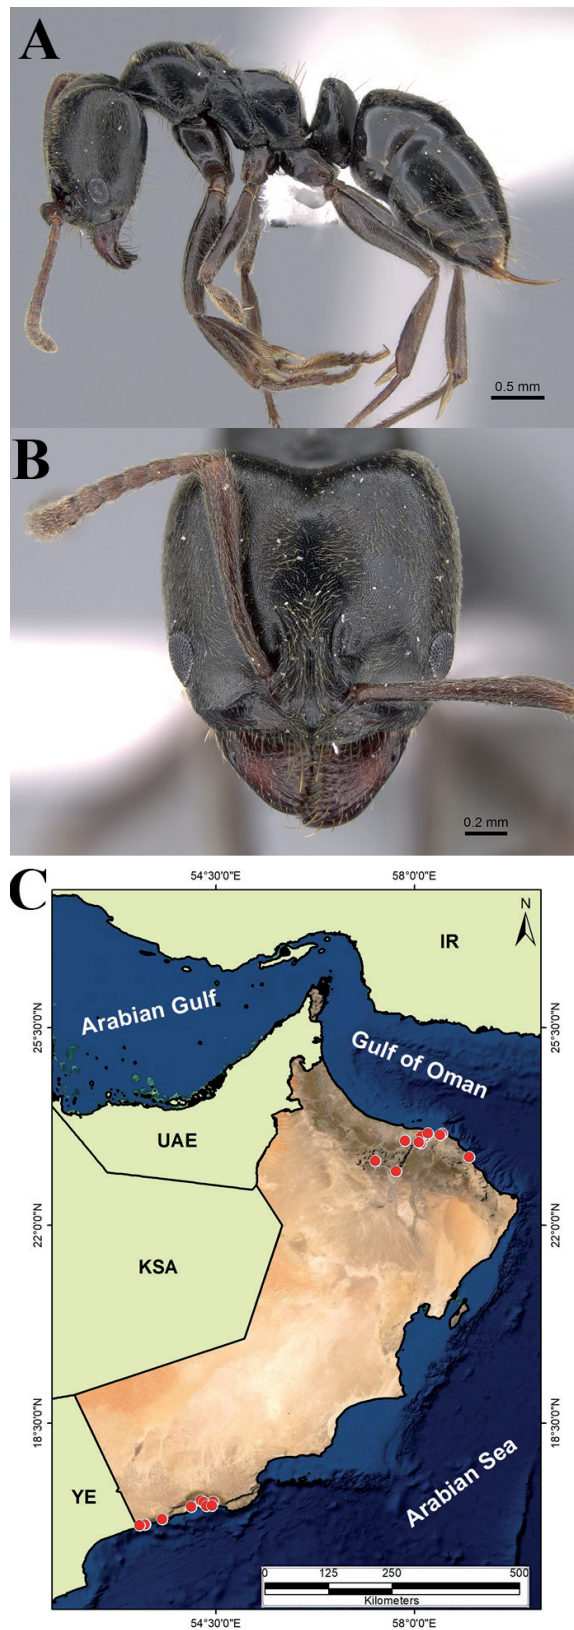 A
0.5 mm
B
0.2 mm
C
54°30'0"E
58°0'0"E
N
IR
Arabian Gulf
Gulf of Oman
25°30'0"N
25°30'0"N
UAE
22°0'0"N
22°0'0"N
KSA
18°30'0"N
18°30'0"N
YE
Arabian Sea
0
125
250
500
Kilometers
54°30'0"E
58°0'0"E